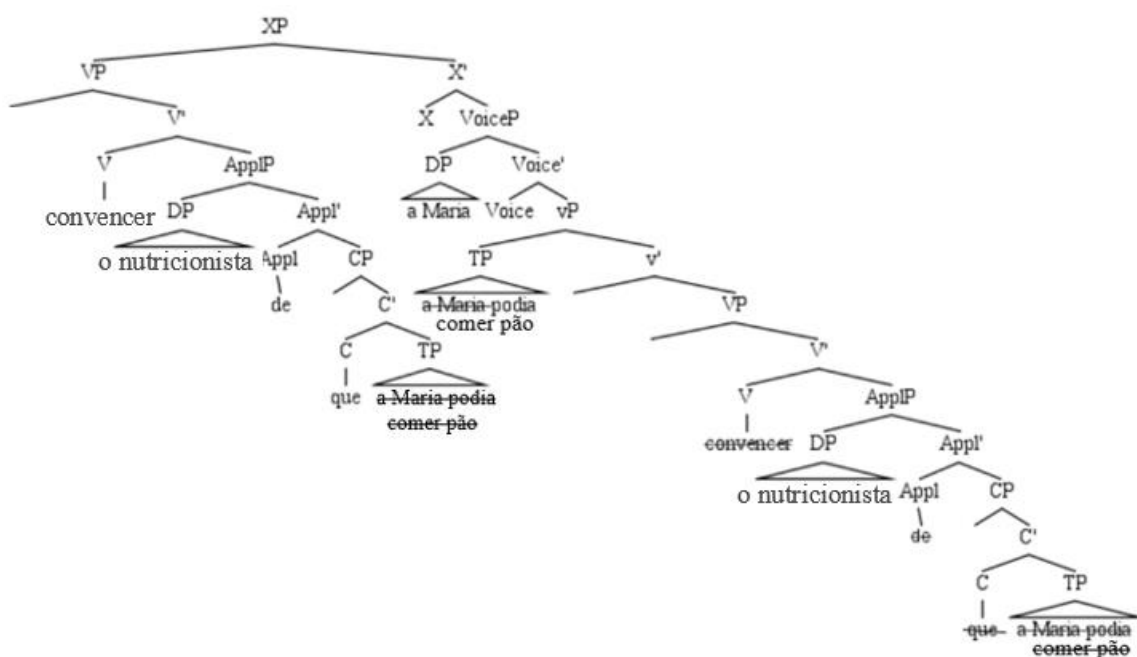 XP
VP X'
V' X VoiceP
V ApplP DP Voice'
convencer DP Appl' a Maria Voice vP
o nutricionista Appl CP TP v'
de C' a Maria podia VP
comer pão
C TP V'
que a Maria podia V ApplP
comer pão
convencer DP Appl'
o nutricionista Appl CP
de C'
C TP
que a Maria podia
comer pão